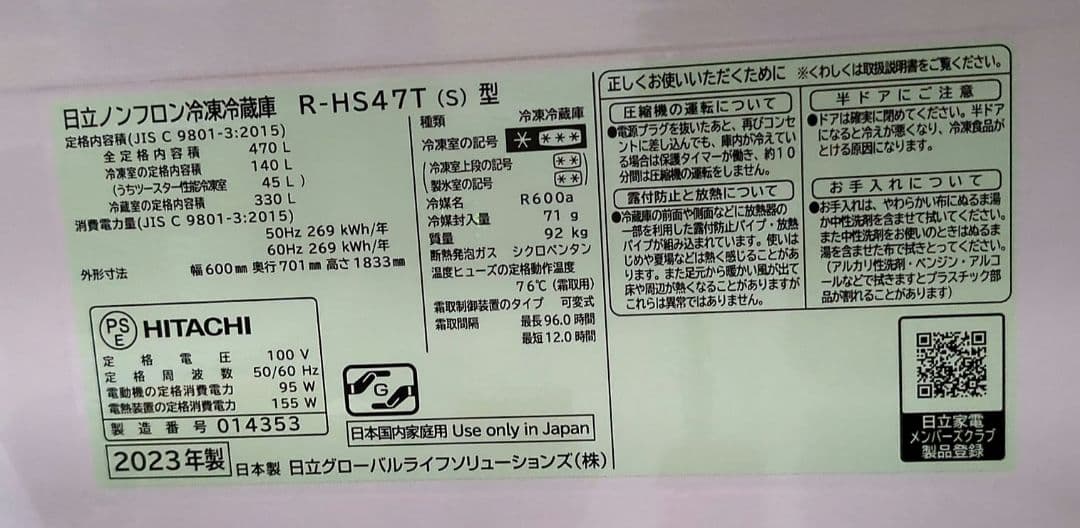 日立ノンフロン冷凍冷蔵庫 R-HS47T (S) 型
定格内容積(JIS C 9801-3:2015)
全定格内容積 470 L
冷凍室の定格内容積 140 L
(うちツースター性能冷凍室 45 L)
冷蔵室の定格内容積 330 L
消費電力量(JIS C 9801-3:2015)
50Hz 269 kWh/年
60Hz 269 kWh/年
外形寸法 幅600mm 奥行701mm 高さ1833mm
PS
E
HITACHI
定格電圧 100 V
定格周波数 50/60 Hz
電動機の定格消費電力 95 W
電熱装置の定格消費電力 155 W
製造番号 014353
2023年製
日本製 日立グローバルライフソリューションズ(株)
種類 冷凍冷蔵庫
冷凍室の記号 * ***
(冷凍室上段の記号 **
製氷室の記号 **)
冷媒名 R600a
冷媒封入量 71 g
質量 92 kg
断熱発泡ガス シクロペンタン
温度ヒューズの定格動作温度
76℃ (霜取用)
霜取制御装置のタイプ 可変式
霜取間隔 最長96.0時間
最短12.0時間
G
日本国内家庭用 Use only in Japan
正しくお使いいただくために ※くわしくは取扱説明書をご覧ください。
圧縮機の運転について
●電源プラグを抜いたあと、再びコンセ
ントに差し込んでも、庫内が冷えてい
る場合は保護タイマーが働き、約10
分間は圧縮機の運転をしません。
露付防止と放熱について
●冷蔵庫の前面や側面などに放熱器の
一部を利用した露付防止パイプ・放熱
パイプが組み込まれています。使いは
じめや夏場などは熱く感じることがあ
ります。また足元から暖かい風が出て
床や周辺が熱くなることがありますが
これらは異常ではありません。
半ドアにご注意
●ドアは確実に閉めてください。半ドア
になると冷えが悪くなり、冷凍食品が
とける原因になります。
お手入れについて
●お手入れは、やわらかい布にぬるま湯
か中性洗剤を含ませて拭いてください。
また中性洗剤をお使いのときはぬるま
湯を含ませた布で拭きとってください。
(アルカリ性洗剤・ベンジン・アルコ
ールなどで拭きますとプラスチック部
品が割れることがあります)
日立家電
メンバーズクラブ
製品登録